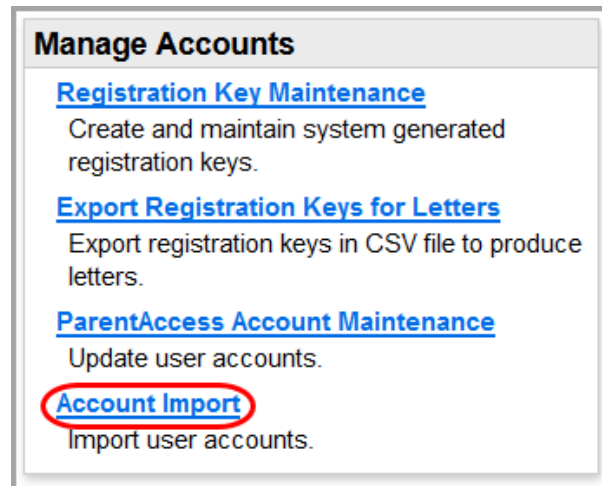 Manage Accounts
Registration Key Maintenance
Create and maintain system generated
registration keys.
Export Registration Keys for Letters
Export registration keys in CSV file to produce
letters.
ParentAccess Account Maintenance
Update user accounts.
Account Import
Import user accounts.